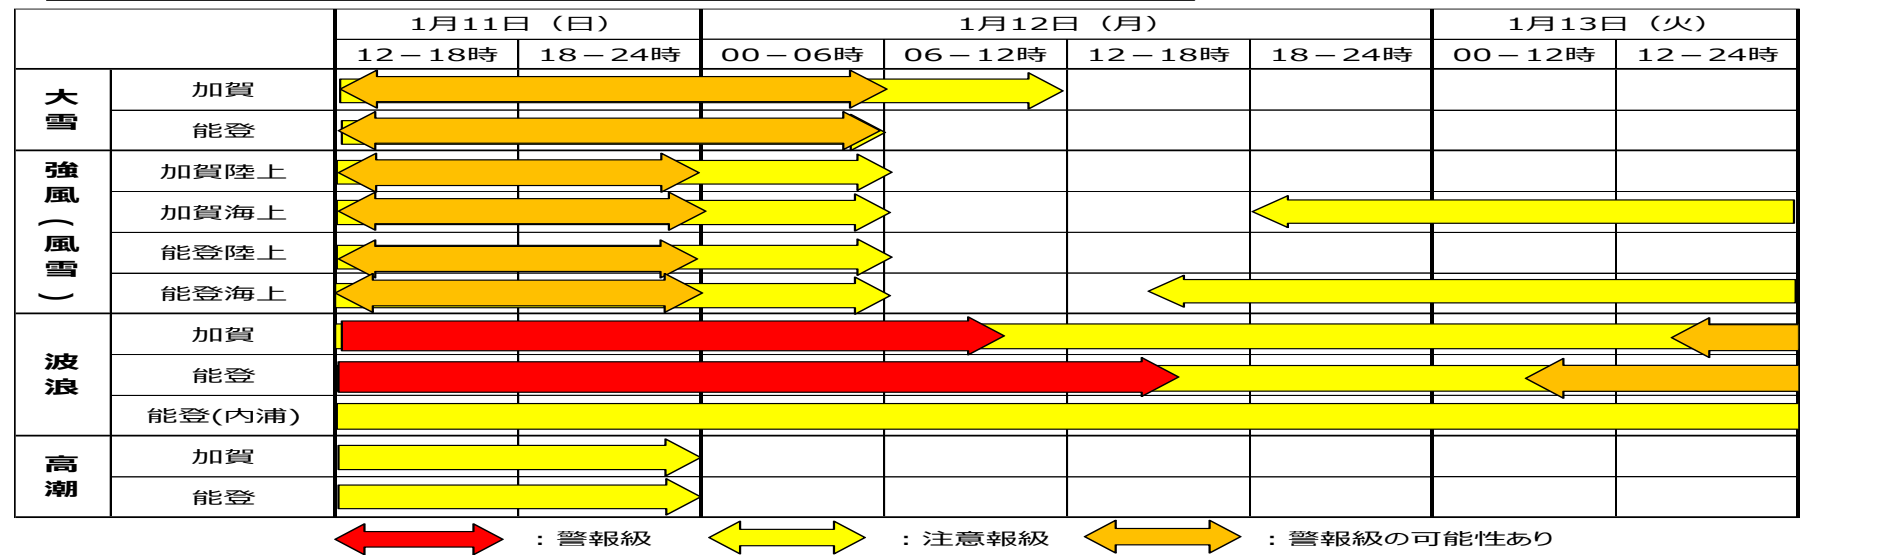 1月11日（日） 1月12日（月） 1月13日（火）
12－18時 18－24時 00－06時 06－12時 12－18時 18－24時 00－12時 12－24時
大雪
加賀
能登
強風（風雪）
加賀陸上
加賀海上
能登陸上
能登海上
波浪
加賀
能登
能登(内浦)
高潮
加賀
能登
：警報級 ：注意報級 ：警報級の可能性あり